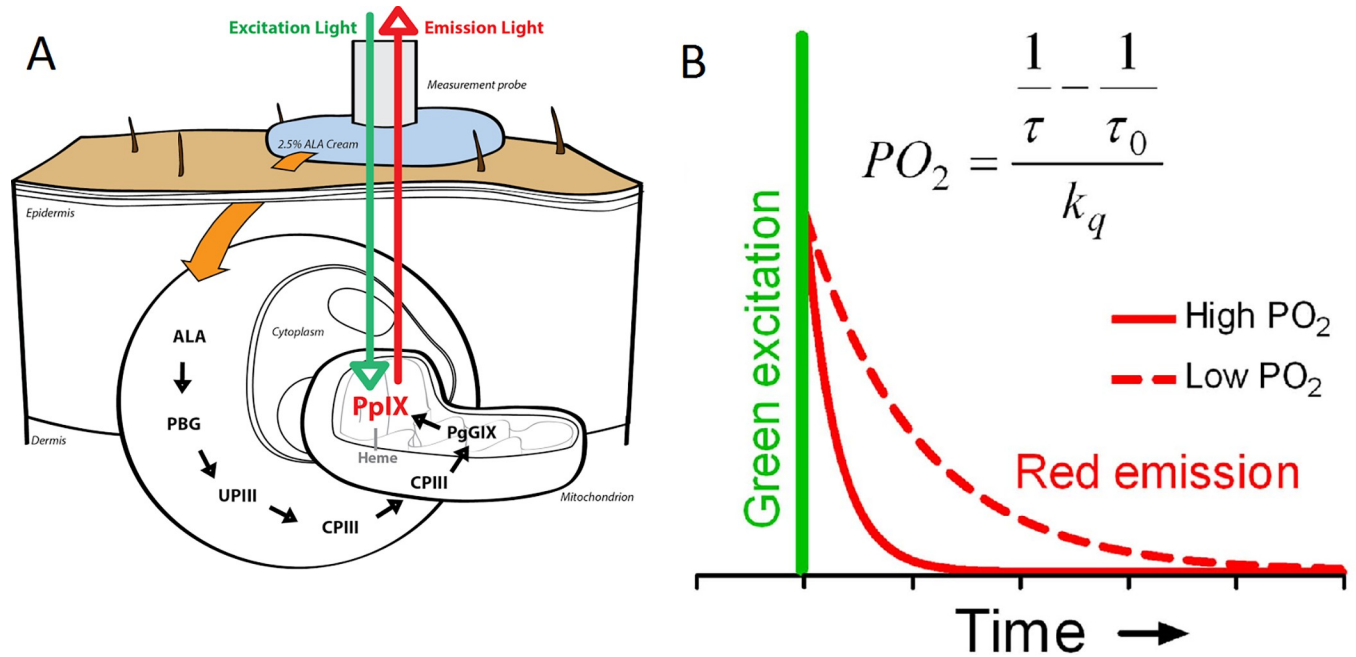 A
Excitation Light
Emission Light
Measurement probe
2.5% ALA Cream
Epidermis
Cytoplasm
ALA
PBG
UPIII
CPIII
PpIX
Heme
PgGIX
CPIII
Dermis
Mitochondrion
B
PO₂ = (1/τ − 1/τ₀) / k_q
Green excitation
High PO₂
Low PO₂
Red emission
Time